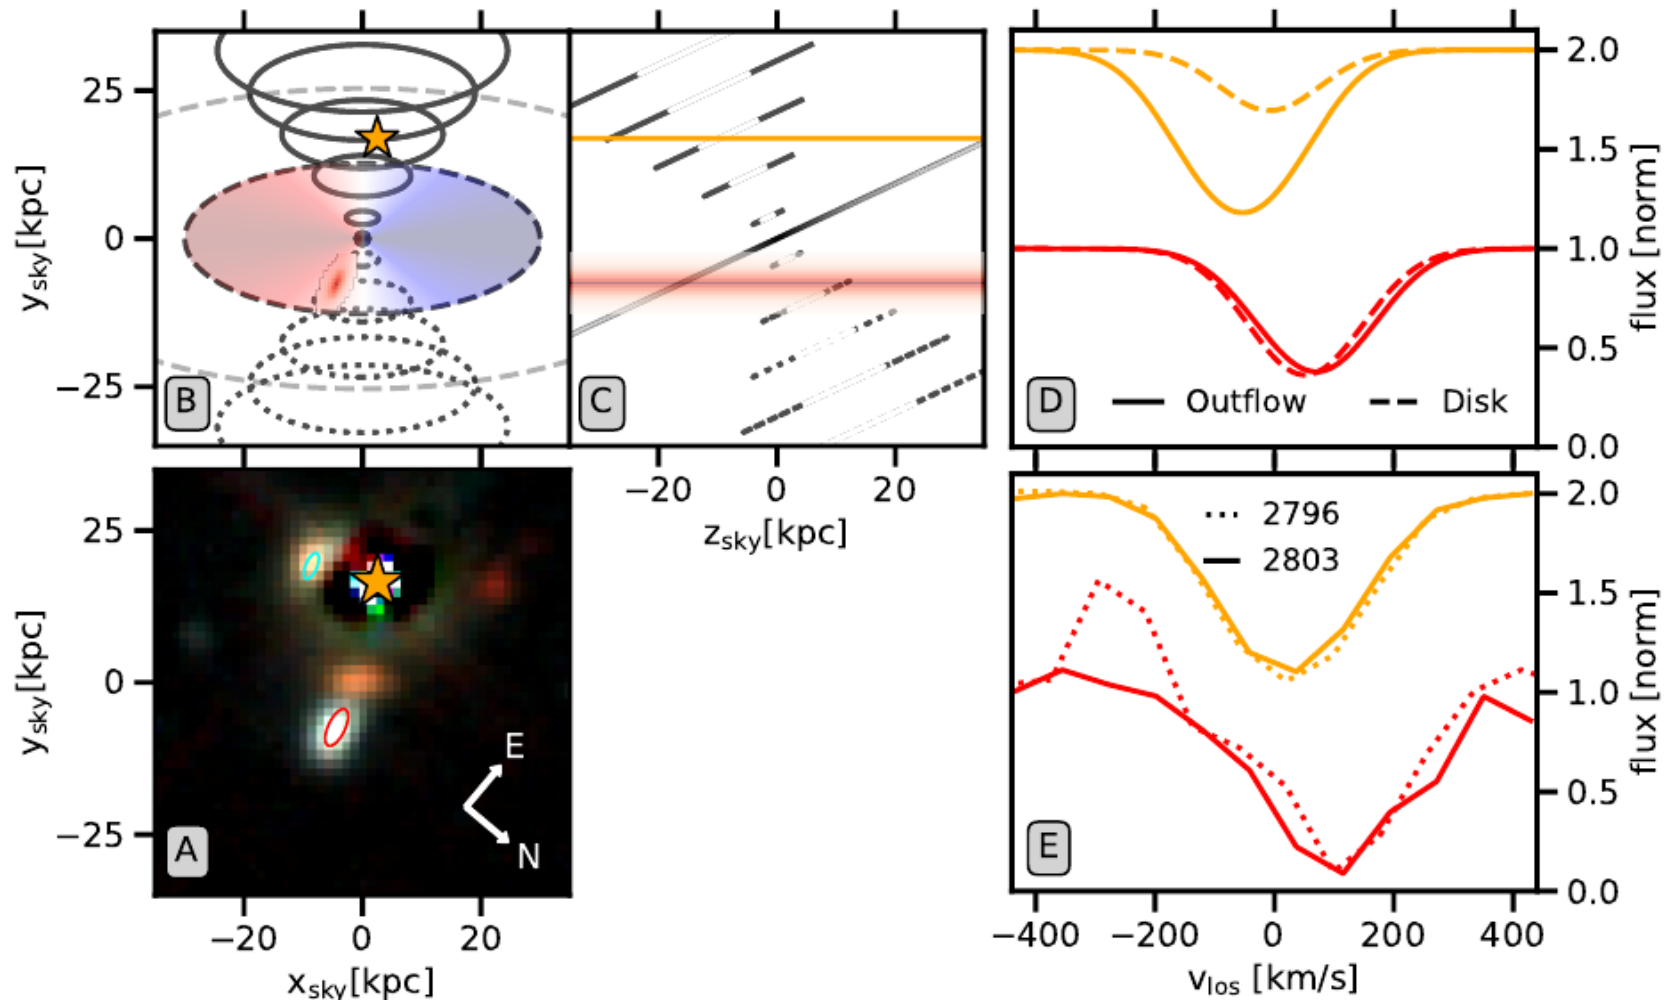 25
0
−25
y_sky[kpc]
B
C
−20
0
20
z_sky[kpc]
2.0
1.5
1.0
0.5
0.0
flux [norm]
D
Outflow
Disk
25
0
−25
y_sky[kpc]
A
E
N
−20
0
20
x_sky[kpc]
2796
2803
E
2.0
1.5
1.0
0.5
0.0
flux [norm]
−400
−200
0
200
400
v_los [km/s]